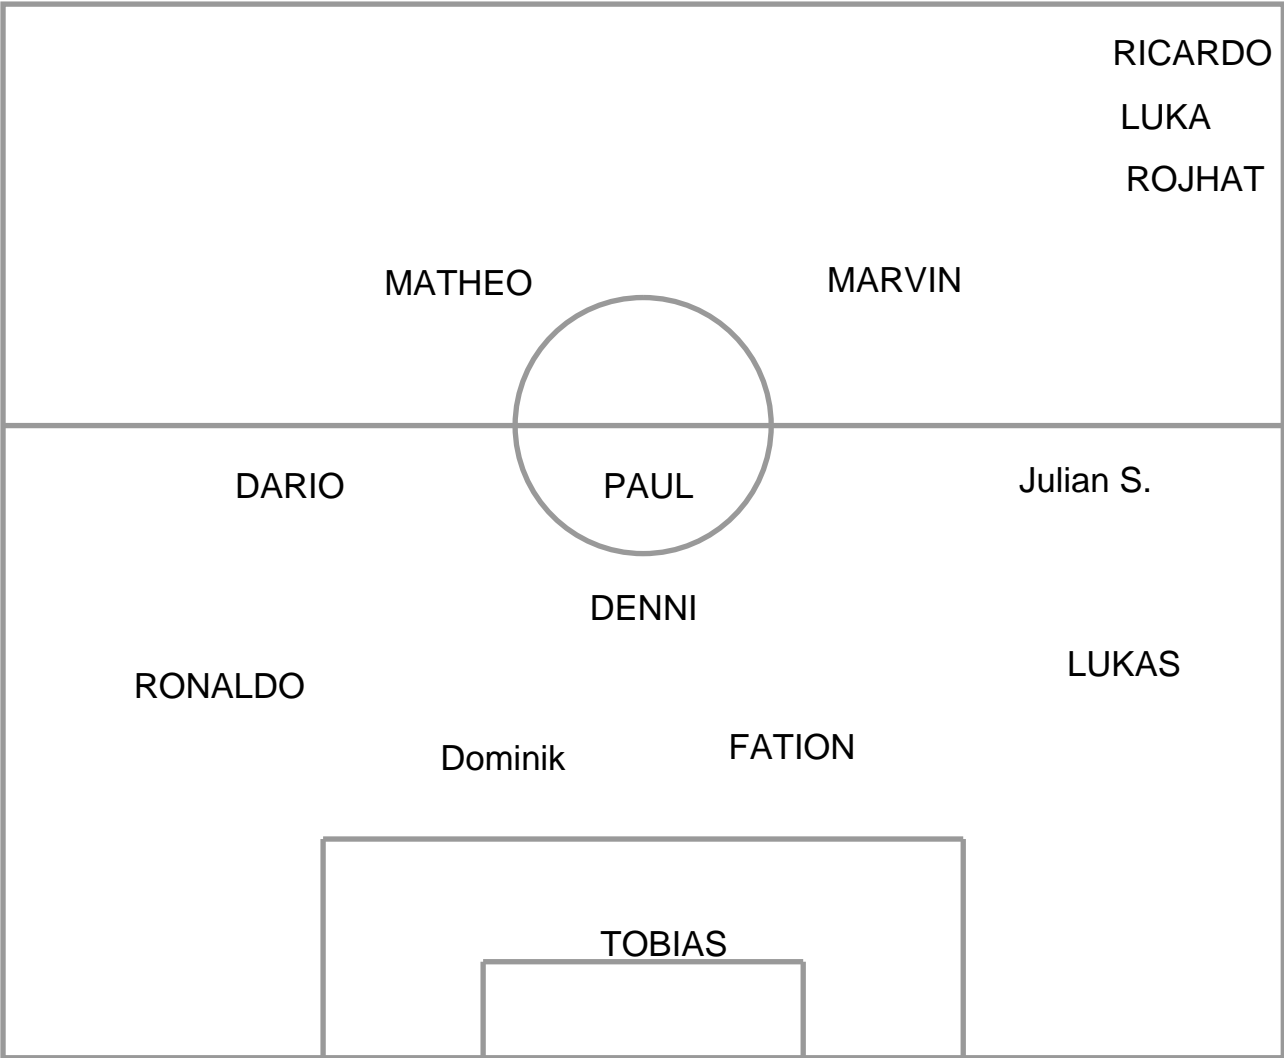 RICARDO
LUKA
ROJHAT
MATHEO
MARVIN
DARIO
PAUL
Julian S.
DENNI
RONALDO
LUKAS
Dominik
FATION
TOBIAS